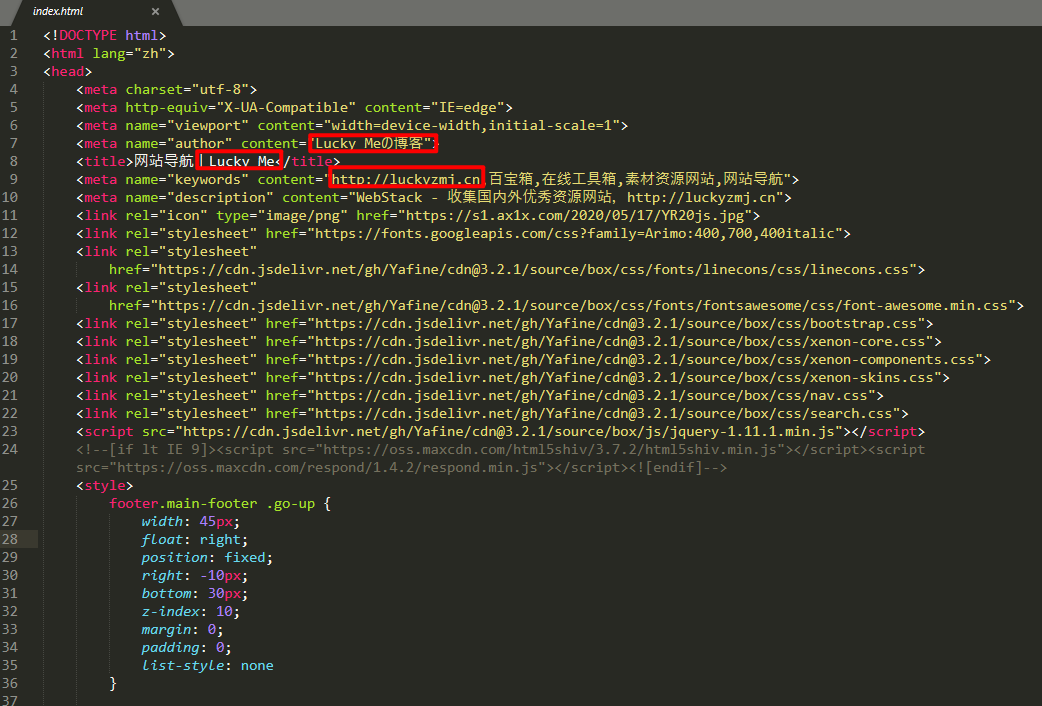 index.html ×
1 <!DOCTYPE html>
2 <html lang="zh">
3 <head>
4 <meta charset="utf-8">
5 <meta http-equiv="X-UA-Compatible" content="IE=edge">
6 <meta name="viewport" content="width=device-width,initial-scale=1">
7 <meta name="author" content="Lucky Meの博客">
8 <title>网站导航 | Lucky Me</title>
9 <meta name="keywords" content="http://luckyzmj.cn,百宝箱,在线工具箱,素材资源网站,网站导航">
10 <meta name="description" content="WebStack - 收集国内外优秀资源网站, http://luckyzmj.cn">
11 <link rel="icon" type="image/png" href="https://s1.ax1x.com/2020/05/17/YR20js.jpg">
12 <link rel="stylesheet" href="https://fonts.googleapis.com/css?family=Arimo:400,700,400italic">
13 <link rel="stylesheet"
14 href="https://cdn.jsdelivr.net/gh/Yafine/cdn@3.2.1/source/box/css/fonts/linecons/css/linecons.css">
15 <link rel="stylesheet"
16 href="https://cdn.jsdelivr.net/gh/Yafine/cdn@3.2.1/source/box/css/fonts/fontsawesome/css/font-awesome.min.css">
17 <link rel="stylesheet" href="https://cdn.jsdelivr.net/gh/Yafine/cdn@3.2.1/source/box/css/bootstrap.css">
18 <link rel="stylesheet" href="https://cdn.jsdelivr.net/gh/Yafine/cdn@3.2.1/source/box/css/xenon-core.css">
19 <link rel="stylesheet" href="https://cdn.jsdelivr.net/gh/Yafine/cdn@3.2.1/source/box/css/xenon-components.css">
20 <link rel="stylesheet" href="https://cdn.jsdelivr.net/gh/Yafine/cdn@3.2.1/source/box/css/xenon-skins.css">
21 <link rel="stylesheet" href="https://cdn.jsdelivr.net/gh/Yafine/cdn@3.2.1/source/box/css/nav.css">
22 <link rel="stylesheet" href="https://cdn.jsdelivr.net/gh/Yafine/cdn@3.2.1/source/box/css/search.css">
23 <script src="https://cdn.jsdelivr.net/gh/Yafine/cdn@3.2.1/source/box/js/jquery-1.11.1.min.js"></script>
24 <!--[if lt IE 9]><script src="https://oss.maxcdn.com/html5shiv/3.7.2/html5shiv.min.js"></script><script
src="https://oss.maxcdn.com/respond/1.4.2/respond.min.js"></script><![endif]-->
25 <style>
26 footer.main-footer .go-up {
27 width: 45px;
28 float: right;
29 position: fixed;
30 right: -10px;
31 bottom: 30px;
32 z-index: 10;
33 margin: 0;
34 padding: 0;
35 list-style: none
36 }
37